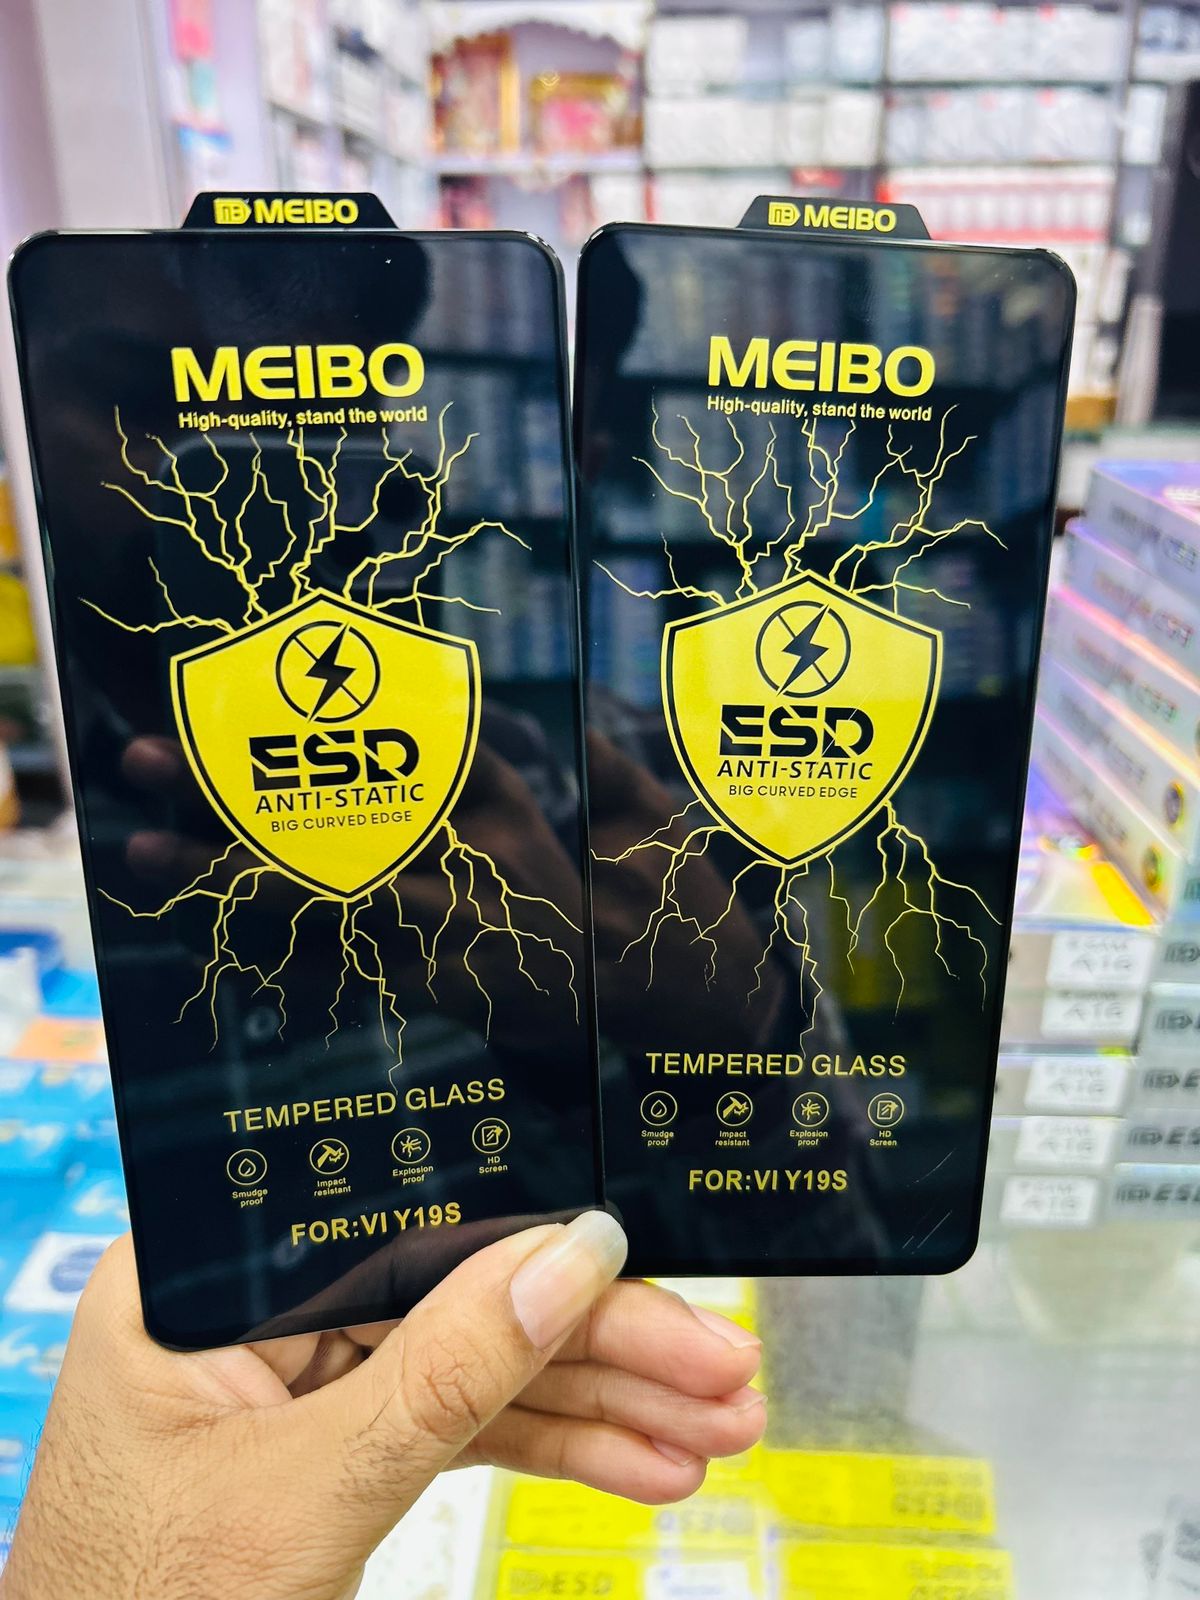 MEIBO
MEIBO
High-quality, stand the world
ESD
ANTI-STATIC
BIG CURVED EDGE
TEMPERED GLASS
Smudge proof
Impact resistant
Explosion proof
HD Screen
FOR:VI Y19S
MEIBO
MEIBO
High-quality, stand the world
ESD
ANTI-STATIC
BIG CURVED EDGE
TEMPERED GLASS
Smudge proof
Impact resistant
Explosion proof
HD Screen
FOR:VI Y19S